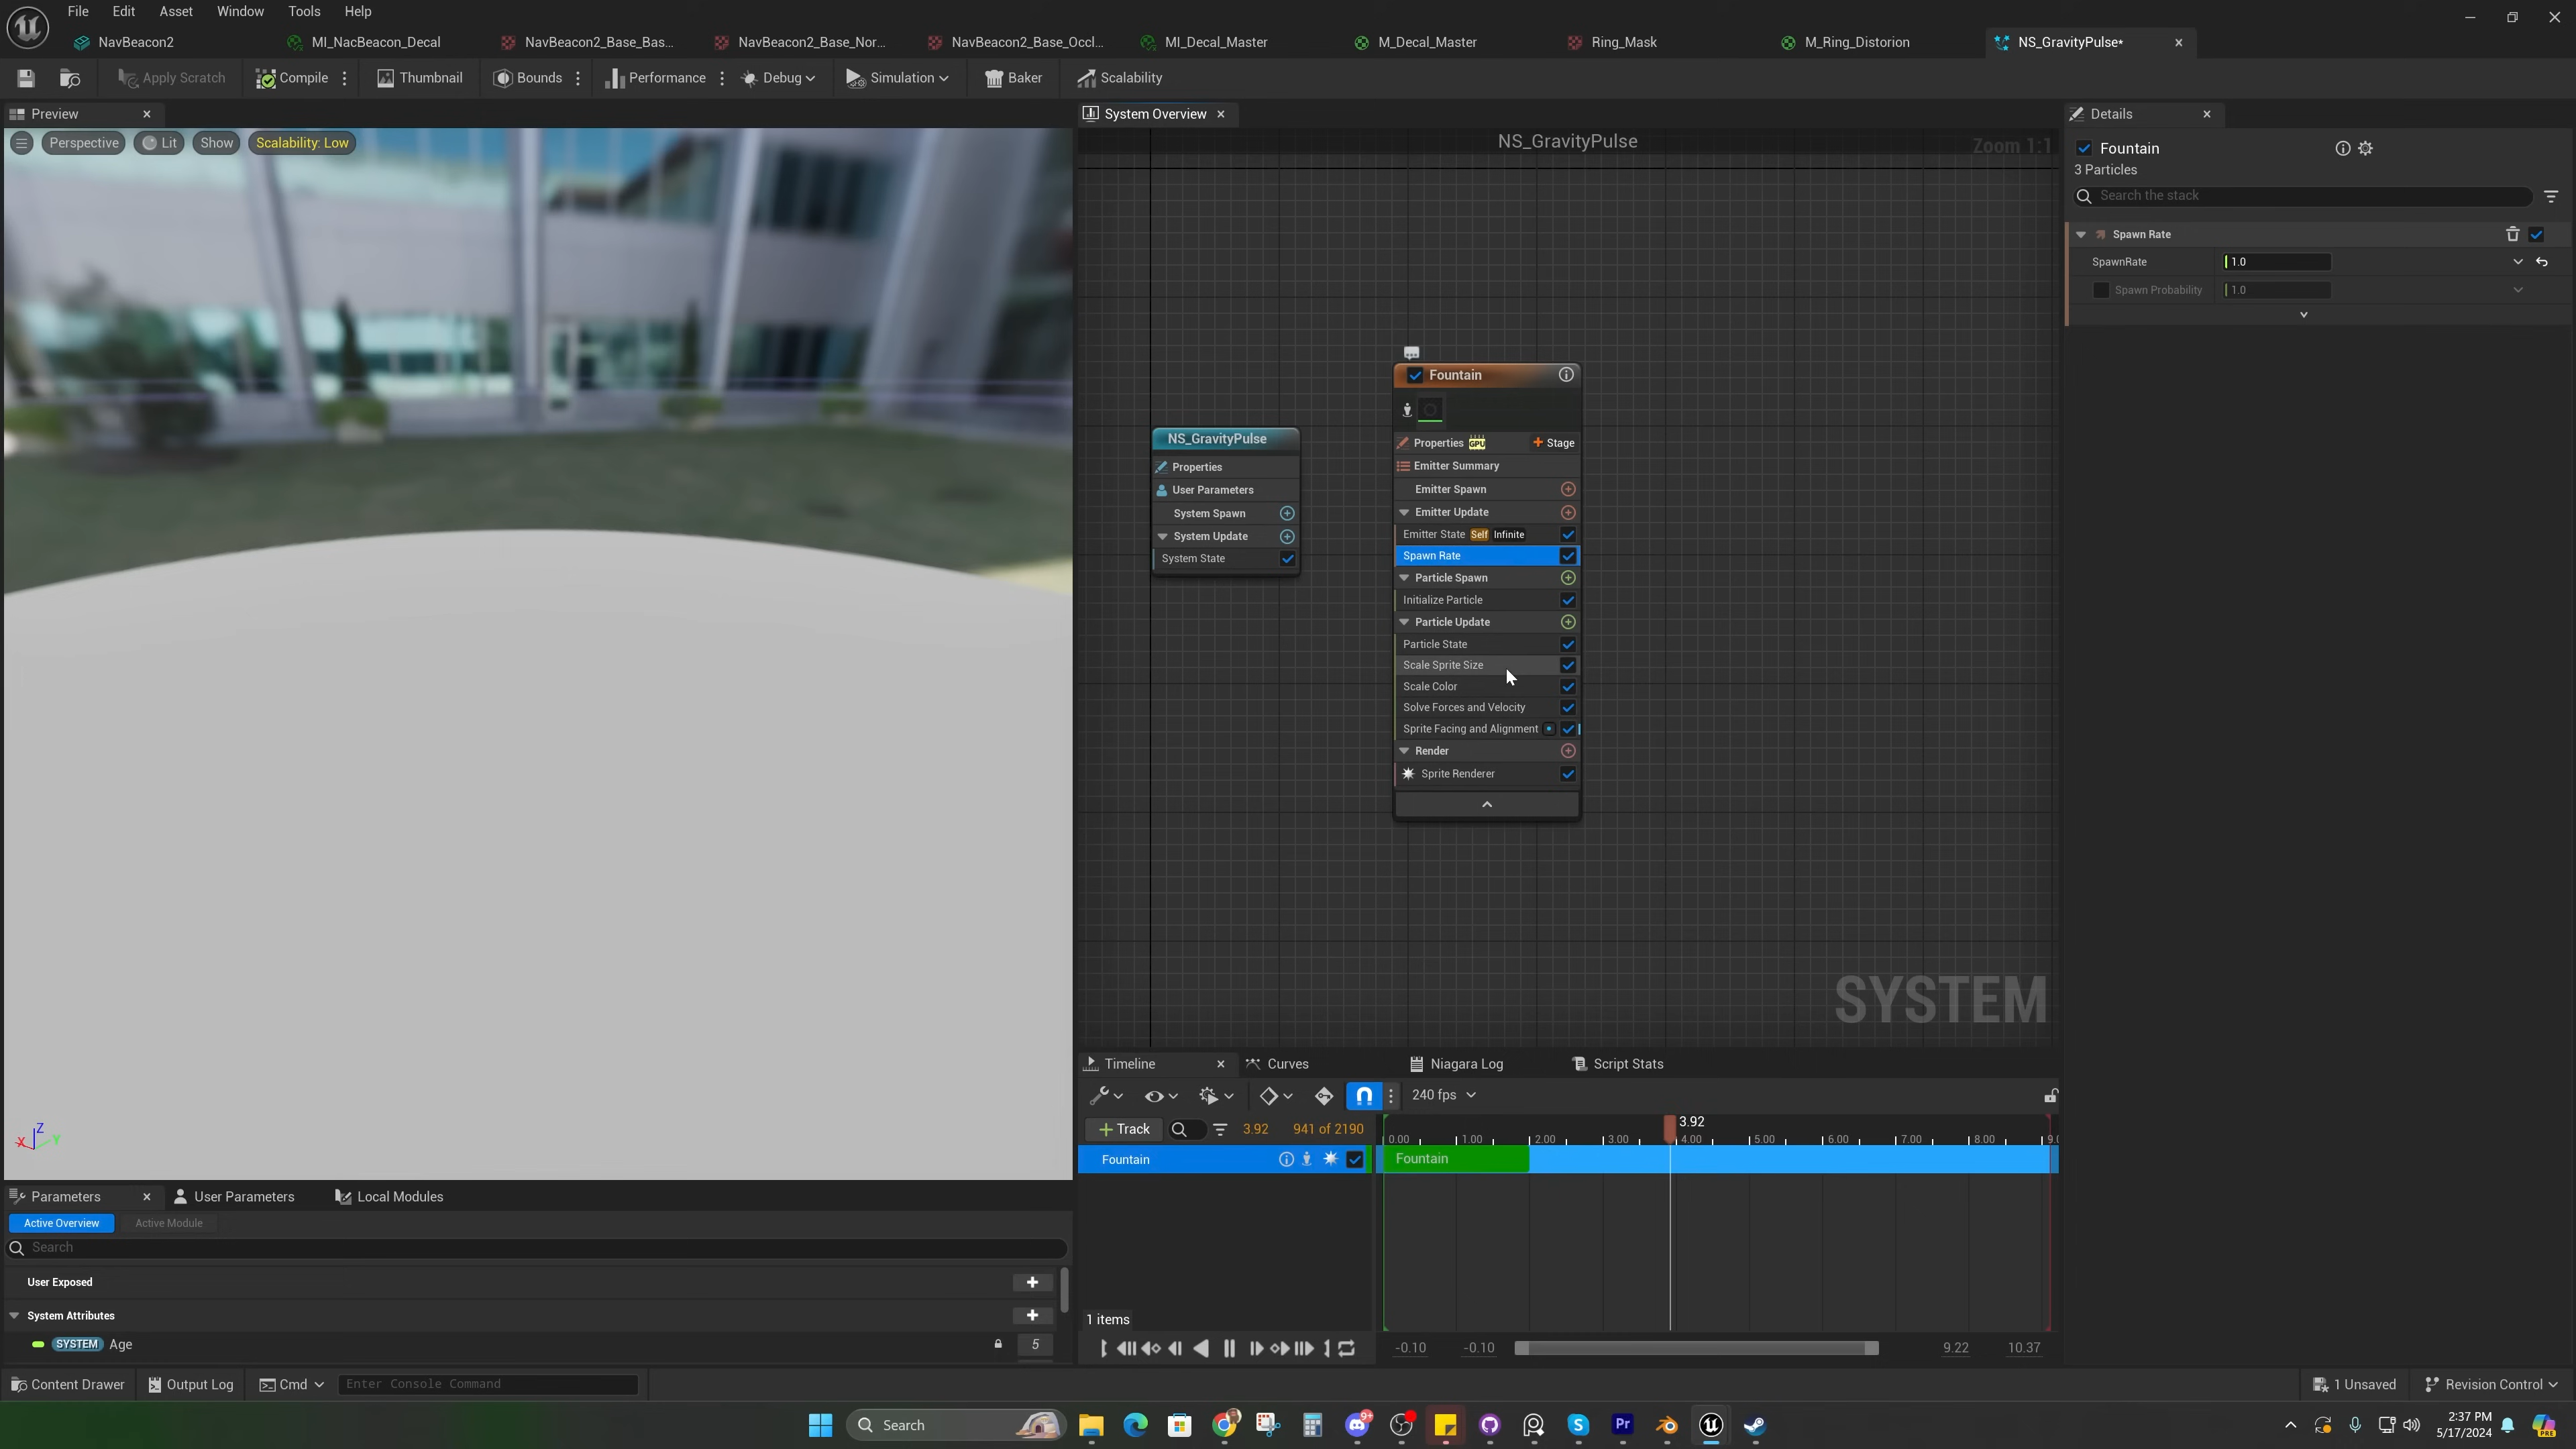 File Edit Asset Window Tools Help
NavBeacon2 MI_NacBeacon_Decal NavBeacon2_Base_Bas... NavBeacon2_Base_Nor... NavBeacon2_Base_Occl... MI_Decal_Master M_Decal_Master Ring_Mask M_Ring_Distorion NS_GravityPulse*
Apply Scratch Compile Thumbnail Bounds Performance Debug Simulation Baker Scalability
Preview
Perspective Lit Show Scalability: Low
System Overview
NS_GravityPulse
Zoom 1:1
Fountain
Properties GPU Stage
Emitter Summary
Emitter Spawn
Emitter Update
Emitter State Self Infinite
Spawn Rate
Particle Spawn
Initialize Particle
Particle Update
Particle State
Scale Sprite Size
Scale Color
Solve Forces and Velocity
Sprite Facing and Alignment
Render
Sprite Renderer
NS_GravityPulse
Properties
User Parameters
System Spawn
System Update
System State
SYSTEM
Details
Fountain
3 Particles
Search the stack
Spawn Rate
SpawnRate 1.0
Spawn Probability 1.0
X Z Y
Timeline Curves Niagara Log Script Stats
240 fps
Track 3.92 941 of 2190
3.92
0.00 1.00 2.00 3.00 4.00 5.00 6.00 7.00 8.00 9.0
Fountain Fountain
1 items
-0.10 -0.10 9.22 10.37
Parameters User Parameters Local Modules
Active Overview Active Module
Search
User Exposed
System Attributes
SYSTEM Age 5
Content Drawer Output Log Cmd Enter Console Command 1 Unsaved Revision Control
Search 9+ Pr 2:37 PM
5/17/2024 PRE